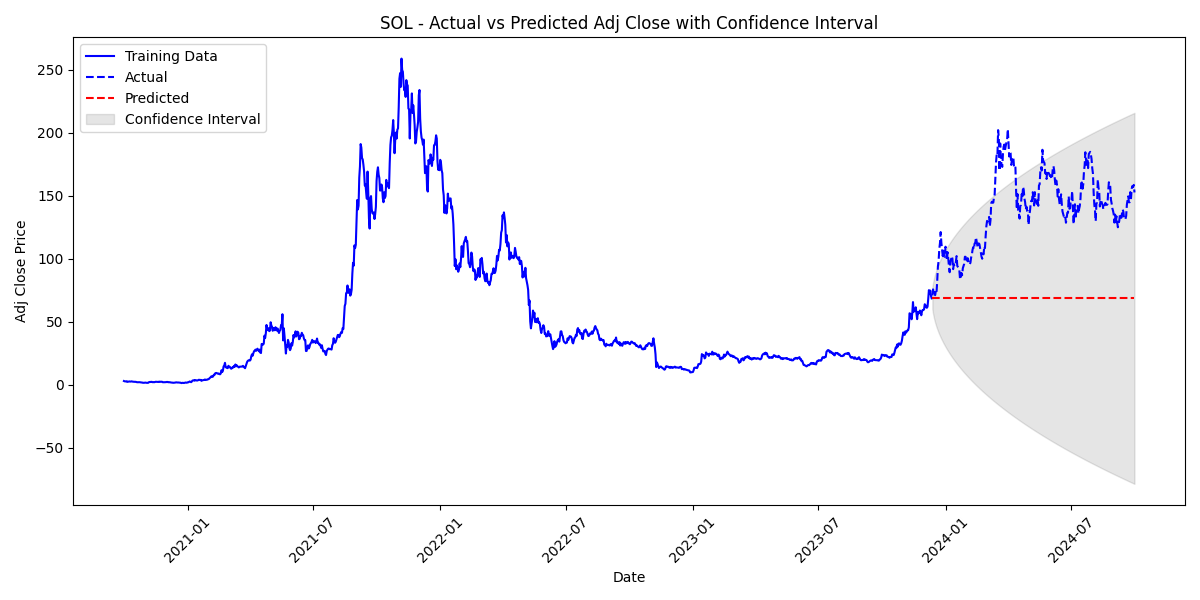 SOL - Actual vs Predicted Adj Close with Confidence Interval
Training Data
Actual
Predicted
Confidence Interval
Adj Close Price
250
200
150
100
50
0
−50
2021-01
2021-07
2022-01
2022-07
2023-01
2023-07
2024-01
2024-07
Date